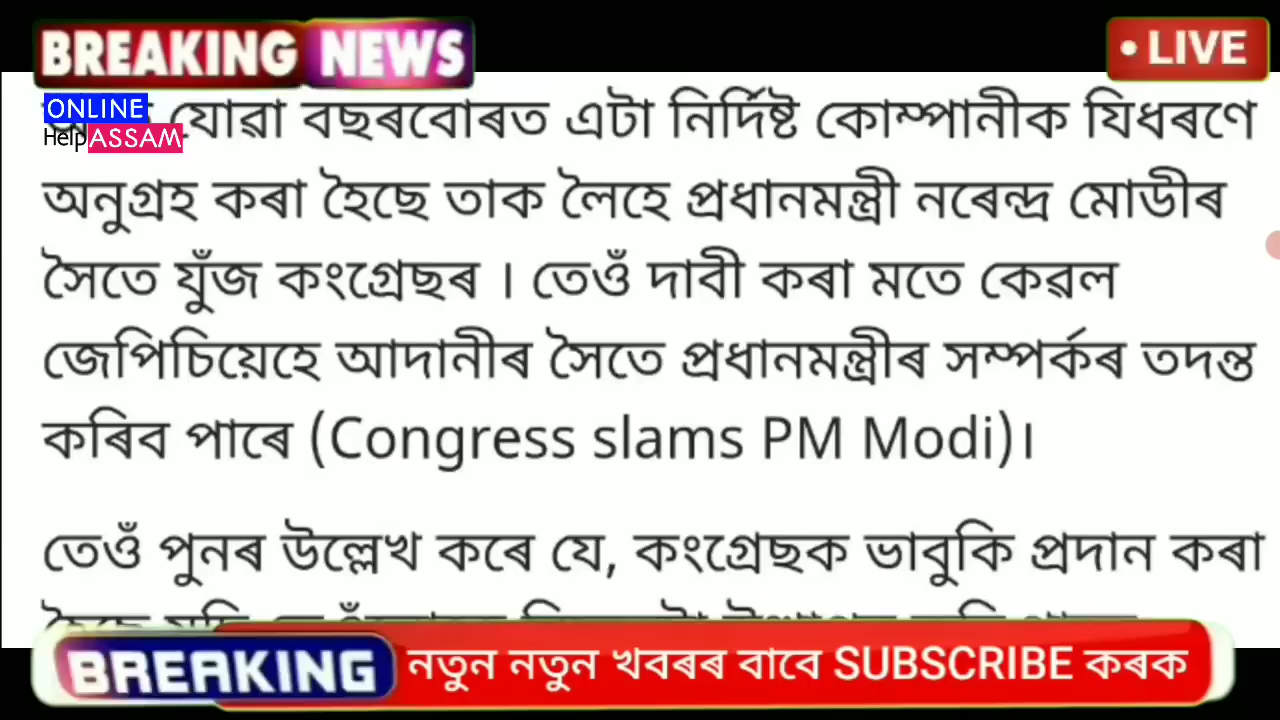 BREAKING NEWS
LIVE
ONLINE
Help ASSAM
যোৱা বছৰবোৰত এটা নিৰ্দিষ্ট কোম্পানীক যিধৰণে
অনুগ্ৰহ কৰা হৈছে তাক লৈহে প্ৰধানমন্ত্ৰী নৰেন্দ্ৰ মোডীৰ
সৈতে যুঁজ কংগ্ৰেছৰ । তেওঁ দাবী কৰা মতে কেৱল
জেপিচিয়েহে আদানীৰ সৈতে প্ৰধানমন্ত্ৰীৰ সম্পৰ্কৰ তদন্ত
কৰিব পাৰে (Congress slams PM Modi)।
তেওঁ পুনৰ উল্লেখ কৰে যে, কংগ্ৰেছক ভাবুকি প্ৰদান কৰা
BREAKING
নতুন নতুন খবৰৰ বাবে SUBSCRIBE কৰক